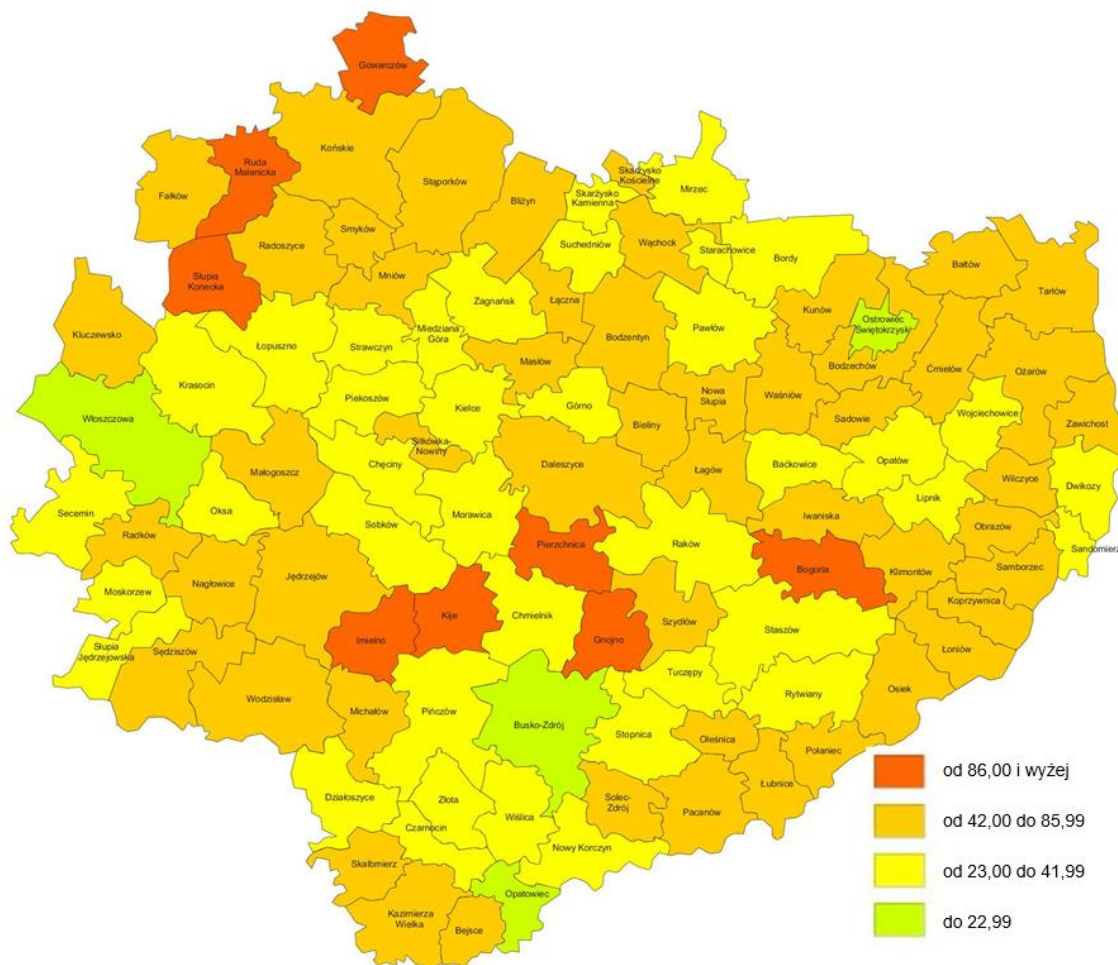 Gowarczów
Ruda
Malenicka
Końskie
Fałków
Stąporków
Skarżysko
Kościelne
Skarżysko
Kamienna
Mirzec
Bliżyn
Smyków
Radoszyce
Suchedniów
Wąchock
Starachowice
Bordy
Bałtów
Tarłów
Słupia
Konecka
Mniów
Zagnańsk
Łączna
Kunów
Ostrowiec
Świętokrzyski
Kluczewsko
Łopuszno
Strawczyn
Miedziana
Góra
Bodzentyn
Pawłów
Masłów
Bodzechów
Ćmielów
Ożarów
Krasocin
Piekoszów
Kielce
Górno
Nowa
Słupia
Waśniów
Włoszczowa
Sadowie
Wojciechowice
Zawichost
Bieliny
Sitkówka-
Nowiny
Małogoszcz
Chęciny
Daleszyce
Łagów
Baćkowice
Opatów
Wilczyce
Dwikozy
Lipnik
Secemin
Oksa
Sobków
Morawica
Iwaniska
Obrazów
Radków
Pierzchnica
Raków
Sandomierz
Nagłowice
Jędrzejów
Bogoria
Klimontów
Samborzec
Moskorzew
Koprzywnica
Imielno
Kije
Chmielnik
Gnojno
Szydłów
Staszów
Słupia
Jędrzejowska
Sędziszów
Łoniów
Tuczępy
Rytwiany
Osiek
Wodzisław
Michałów
Pińczów
Busko-Zdrój
Stopnica
Oleśnica
Połaniec
Łubnice
Działoszyce
Złota
Solec-
Zdrój
Pacanów
Wiślica
Czarnocin
Nowy Korczyn
Skalbmierz
Opatowiec
Kazimierza
Wielka
Bejsce
od 86,00 i wyżej
od 42,00 do 85,99
od 23,00 do 41,99
do 22,99